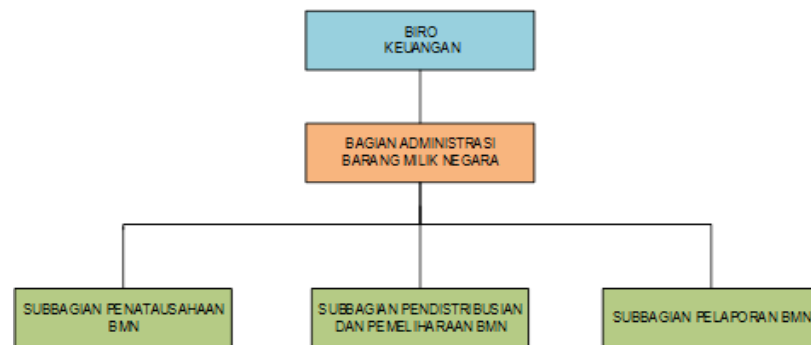 BIRO
KEUANGAN
BAGIAN ADMINISTRASI
BARANG MILIK NEGARA
SUBBAGIAN PENATAUSAHAAN
BMN
SUBBAGIAN PENDISTRIBUSIAN
DAN PEMELIHARAAN BMN
SUBBAGIAN PELAPORAN BMN